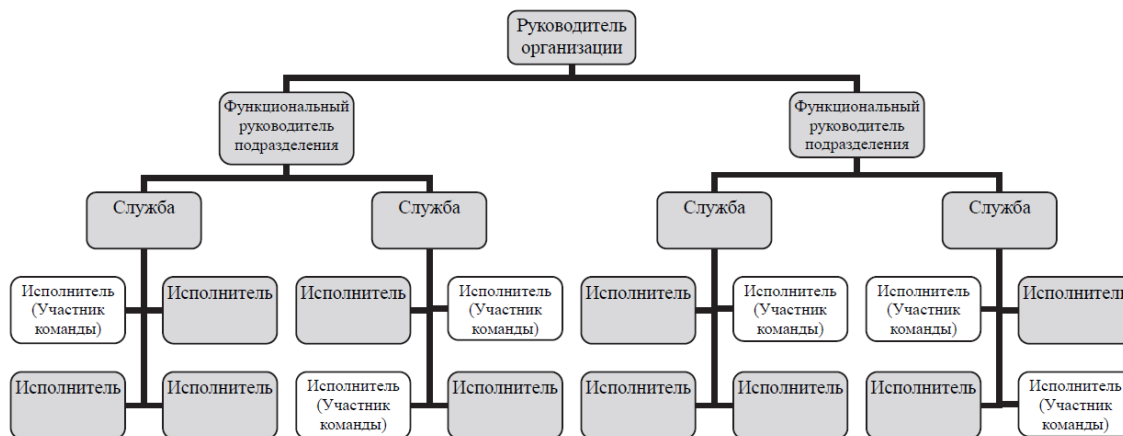 Руководитель
организации
Функциональный
руководитель
подразделения
Функциональный
руководитель
подразделения
Служба
Служба
Служба
Служба
Исполнитель
(Участник
команды)
Исполнитель
Исполнитель
Исполнитель
(Участник
команды)
Исполнитель
Исполнитель
(Участник
команды)
Исполнитель
(Участник
команды)
Исполнитель
Исполнитель
Исполнитель
Исполнитель
(Участник
команды)
Исполнитель
Исполнитель
Исполнитель
Исполнитель
Исполнитель
(Участник
команды)